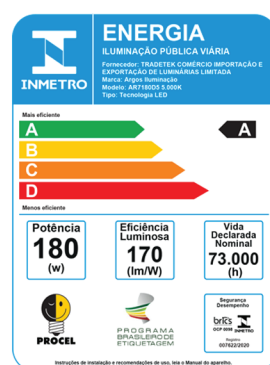 ENERGIA
ILUMINAÇÃO PÚBLICA VIÁRIA
Fornecedor: TRADETEK COMÉRCIO IMPORTAÇÃO E
EXPORTAÇÃO DE LUMINÁRIAS LIMITADA
Marca: Argos Iluminação
Modelo: AR7180D5 5.000K
Tipo: Tecnologia LED
INMETRO
Mais eficiente
A
A
B
C
D
Menos eficiente
Potência
180
(w)
Eficiência
Luminosa
170
(lm/W)
Vida
Declarada
Nominal
73.000
(h)
PROCEL
PROGRAMA
BRASILEIRO DE
ETIQUETAGEM
Segurança
Desempenho
brics
INMETRO
Registro
007622/2020
Instruções de instalação e recomendações de uso, leia o Manual do aparelho.